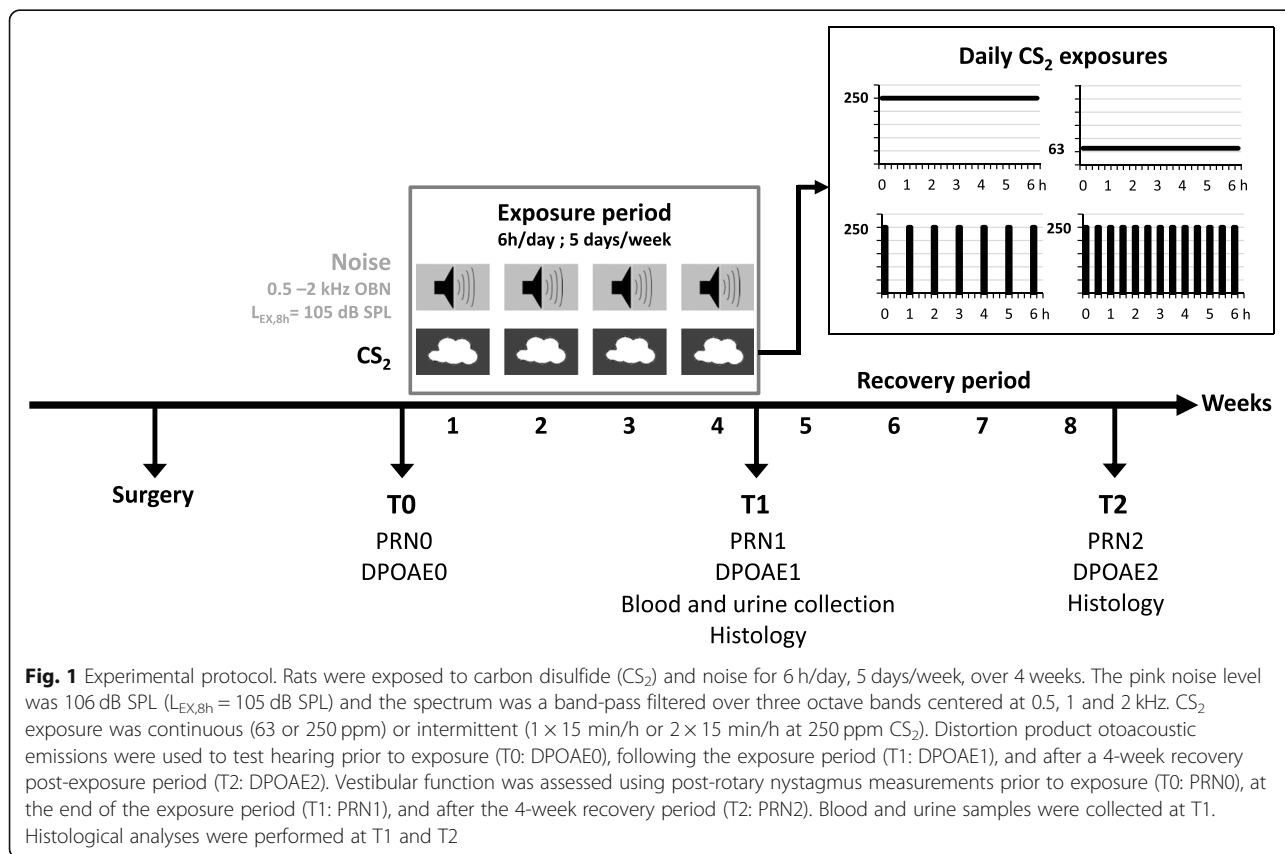 Daily CS₂ exposures
250
0 1 2 3 4 5 6 h
63
0 1 2 3 4 5 6 h
250
0 1 2 3 4 5 6 h
250
0 1 2 3 4 5 6 h
Exposure period
6h/day ; 5 days/week
Noise
0.5 –2 kHz OBN
L_EX,8h= 105 dB SPL
CS₂
Recovery period
Weeks
1 2 3 4 5 6 7 8
Surgery
T0
PRN0
DPOAE0
T1
PRN1
DPOAE1
Blood and urine collection
Histology
T2
PRN2
DPOAE2
Histology
Fig. 1 Experimental protocol. Rats were exposed to carbon disulfide (CS₂) and noise for 6 h/day, 5 days/week, over 4 weeks. The pink noise level
was 106 dB SPL (L_EX,8h = 105 dB SPL) and the spectrum was a band-pass filtered over three octave bands centered at 0.5, 1 and 2 kHz. CS₂
exposure was continuous (63 or 250 ppm) or intermittent (1 × 15 min/h or 2 × 15 min/h at 250 ppm CS₂). Distortion product otoacoustic
emissions were used to test hearing prior to exposure (T0: DPOAE0), following the exposure period (T1: DPOAE1), and after a 4-week recovery
post-exposure period (T2: DPOAE2). Vestibular function was assessed using post-rotary nystagmus measurements prior to exposure (T0: PRN0), at
the end of the exposure period (T1: PRN1), and after the 4-week recovery period (T2: PRN2). Blood and urine samples were collected at T1.
Histological analyses were performed at T1 and T2